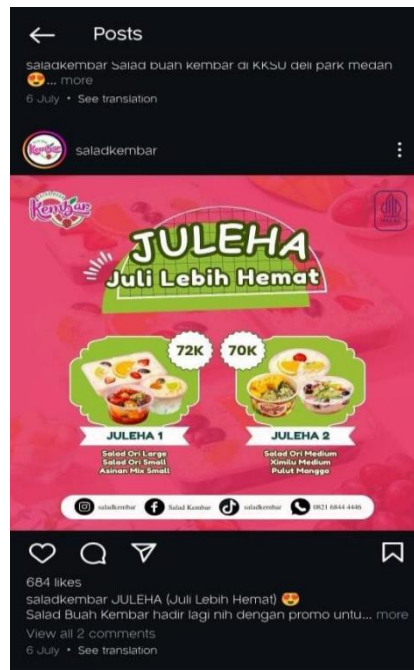 Posts
saladkembar Salad buah kembar di KKSU deli park medan
😍... more
6 July • See translation
saladkembar
Kembar
HALAL
JULEHA
Juli Lebih Hemat
72K 70K
JULEHA 1
Salad Ori Large
Salad Ori Small
Asinan Mix Small
JULEHA 2
Salad Ori Medium
Ximilu Medium
Pulut Mangga
saladkembar Salad Kembar saladkembar 0821 6844 4446
684 likes
saladkembar JULEHA (Juli Lebih Hemat) 😍
Salad Buah Kembar hadir lagi nih dengan promo untu... more
View all 2 comments
6 July • See translation